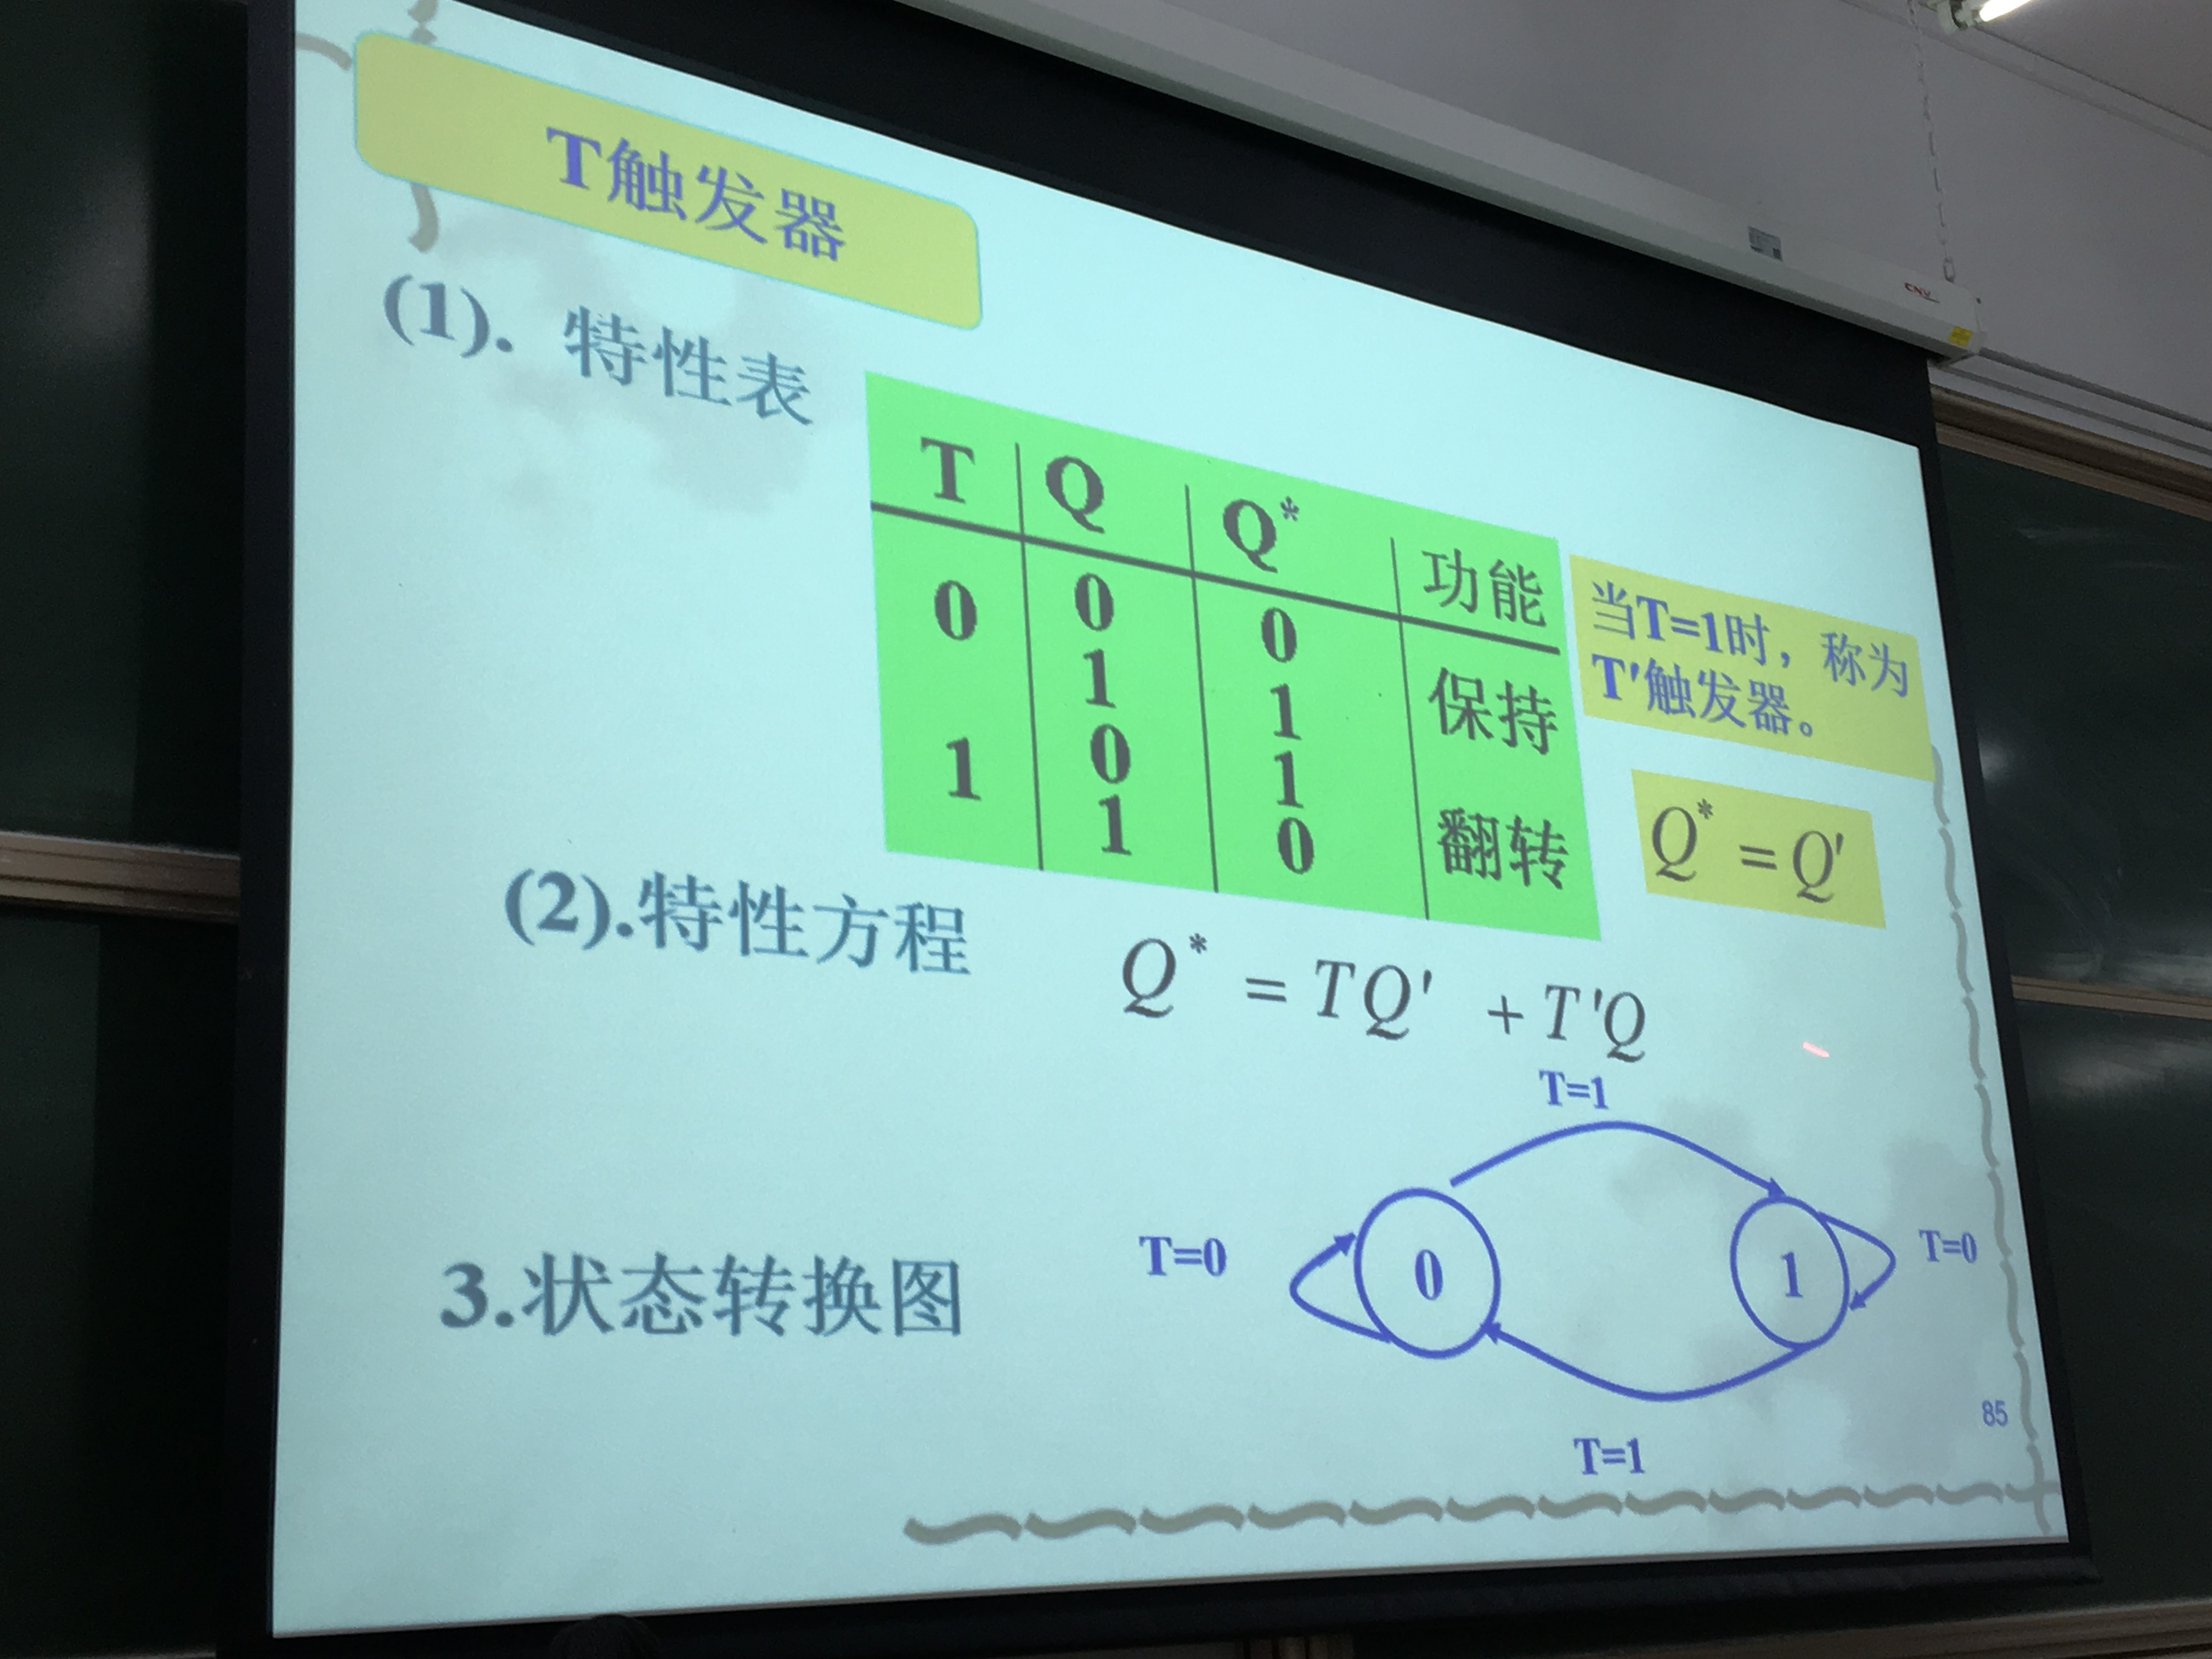 CNV
T触发器
(1). 特性表
T Q Q* 功能
0 0 0
1 1 保持
1 0 1
1 0 翻转
当T=1时，称为
T'触发器。
Q* = Q'
(2).特性方程 Q* = TQ' + T'Q
3.状态转换图
T=1
T=0 0 1 T=0
T=1
85